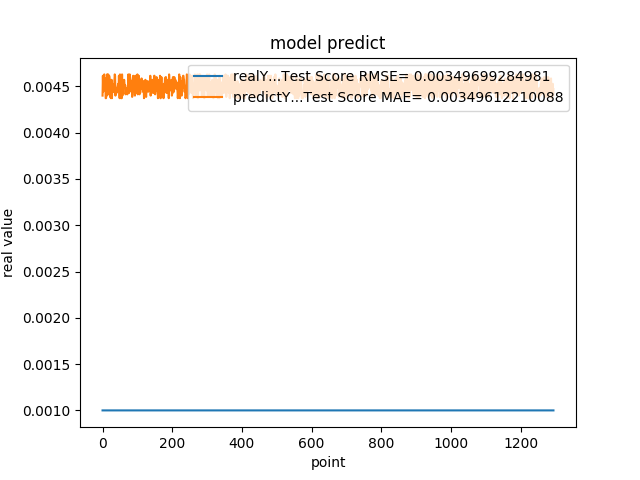 model predict
realY...Test Score RMSE= 0.00349699284981
predictY...Test Score MAE= 0.00349612210088
0.0045
0.0040
0.0035
0.0030
0.0025
0.0020
0.0015
0.0010
real value
0 200 400 600 800 1000 1200
point